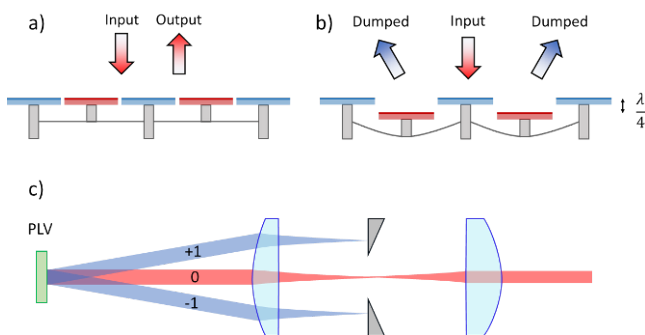 a)
Input Output
b)
Dumped Input Dumped
λ
4
c)
PLV
+1
0
-1